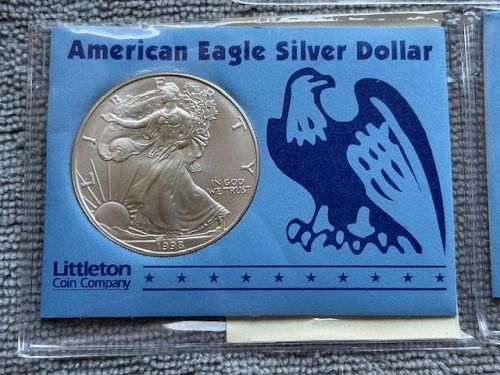 American Eagle Silver Dollar
LIBERTY
IN GOD
WE TRUST
1998
Littleton
Coin Company